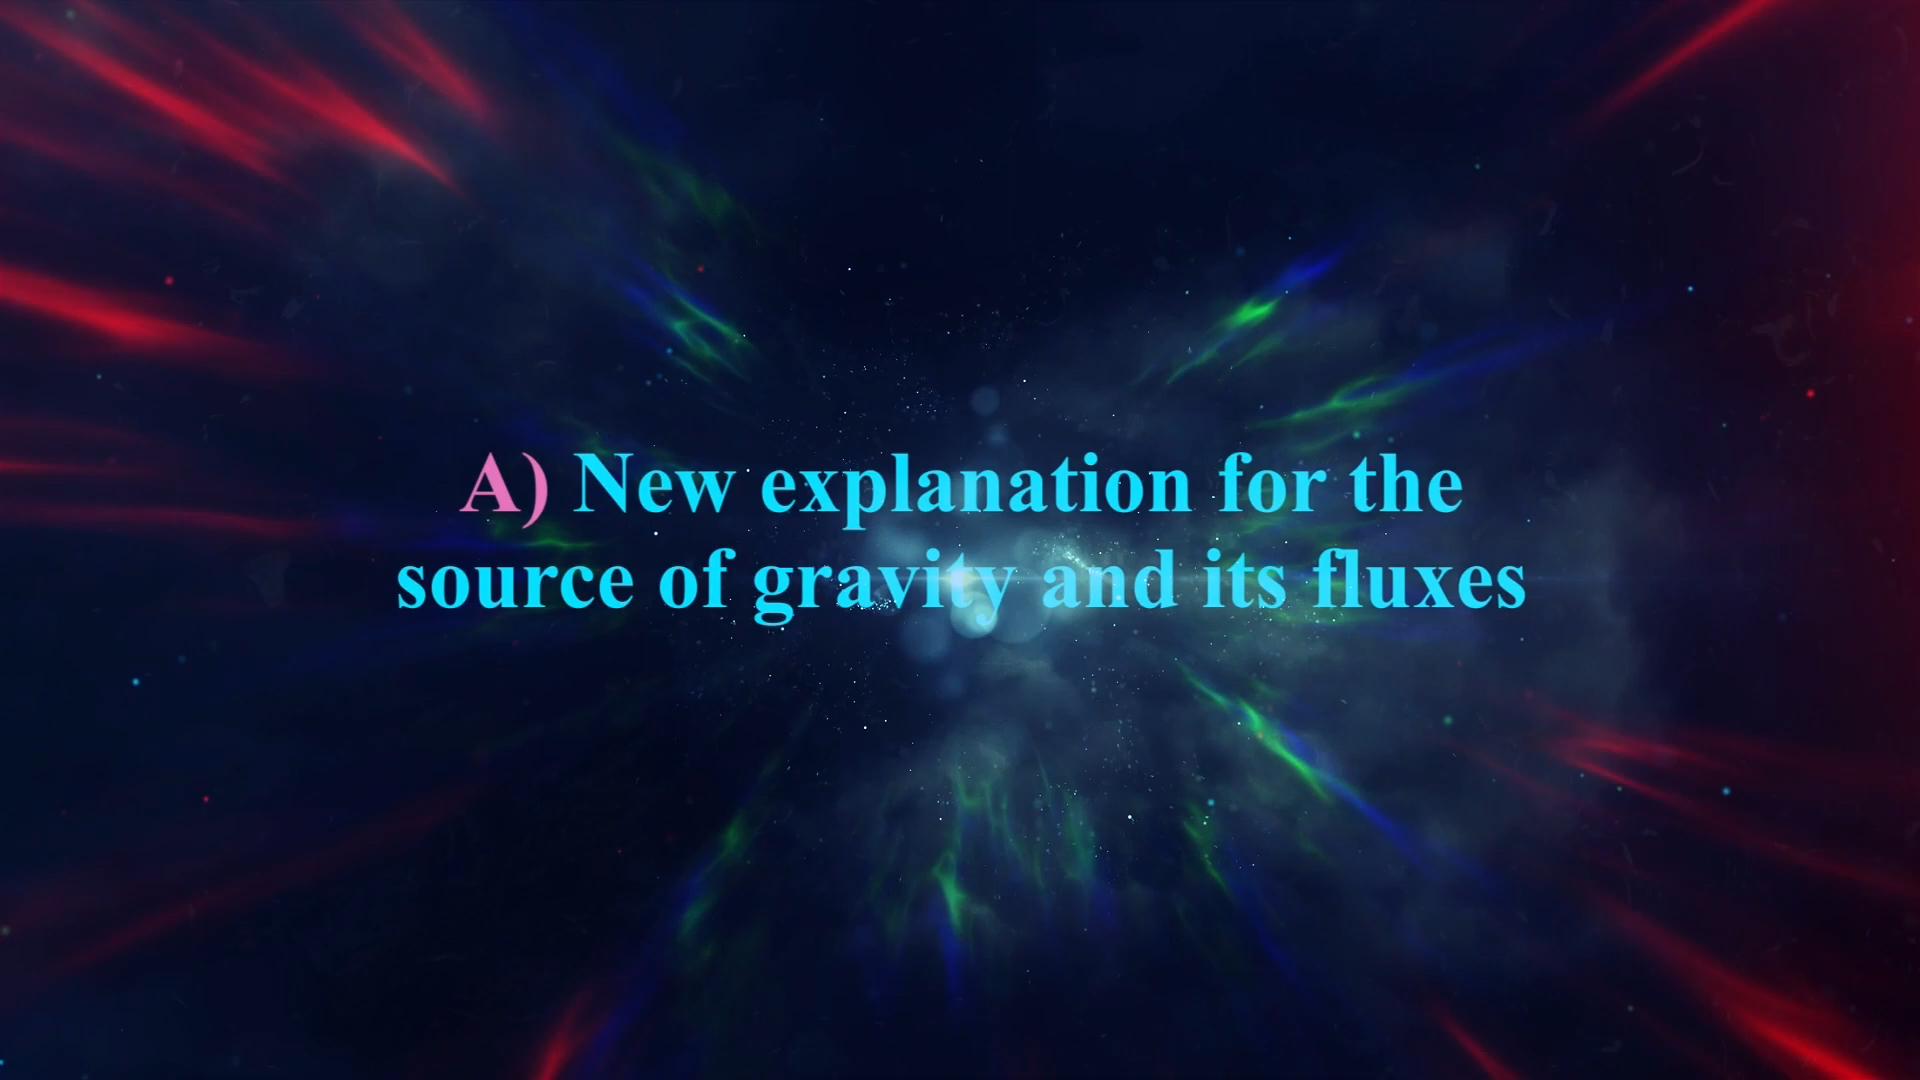 A) New explanation for the
source of gravity and its fluxes